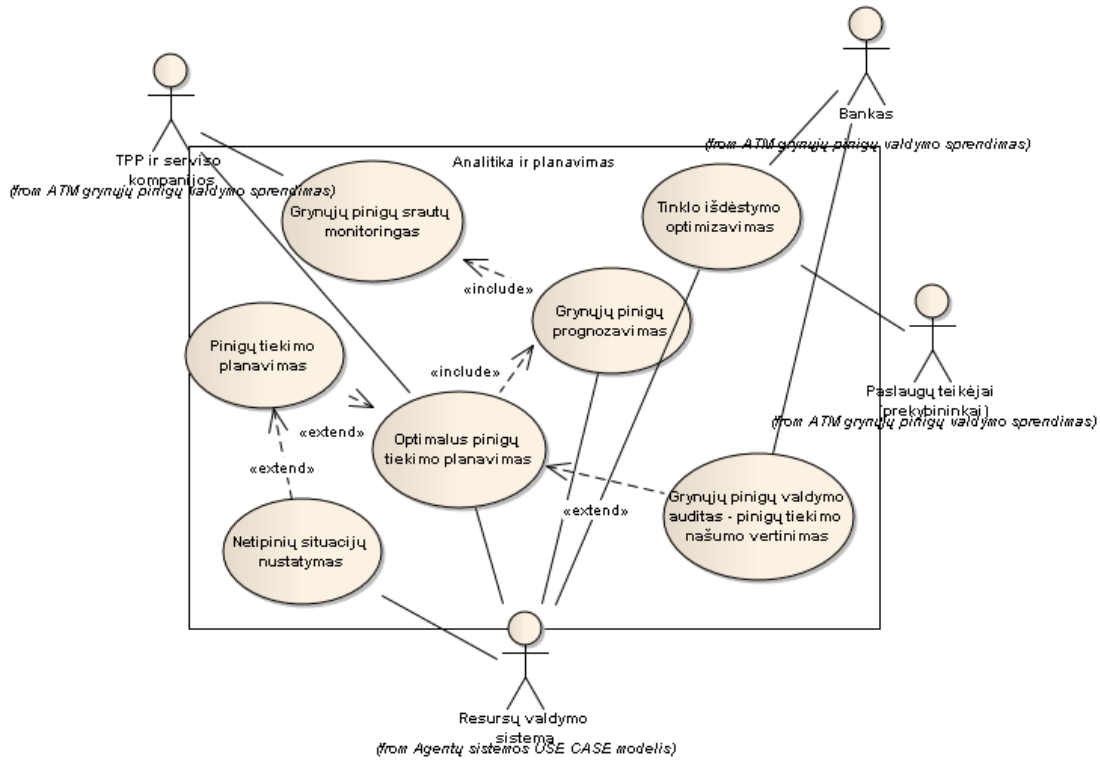 Bankas
(from ATM grynųjų pinigų valdymo sprendimas)
TPP ir serviso
kompanijos
(from ATM grynųjų pinigų valdymo sprendimas)
Analitika ir planavimas
Grynųjų pinigų srautų
monitoringas
Tinklo išdėstymo
optimizavimas
«include»
Grynųjų pinigų
prognozavimas
Pinigų tiekimo
planavimas
«include»
Paslaugų teikėjai
(prekybininkai)
(from ATM grynųjų pinigų valdymo sprendimas)
«extend»
Optimalus pinigų
tiekimo planavimas
«extend»
«extend»
Grynųjų pinigų valdymo
auditas - pinigų tiekimo
našumo vertinimas
Netipinių situacijų
nustatymas
Resursų valdymo
sistema
(from Agentų sistemos USE CASE modelis)